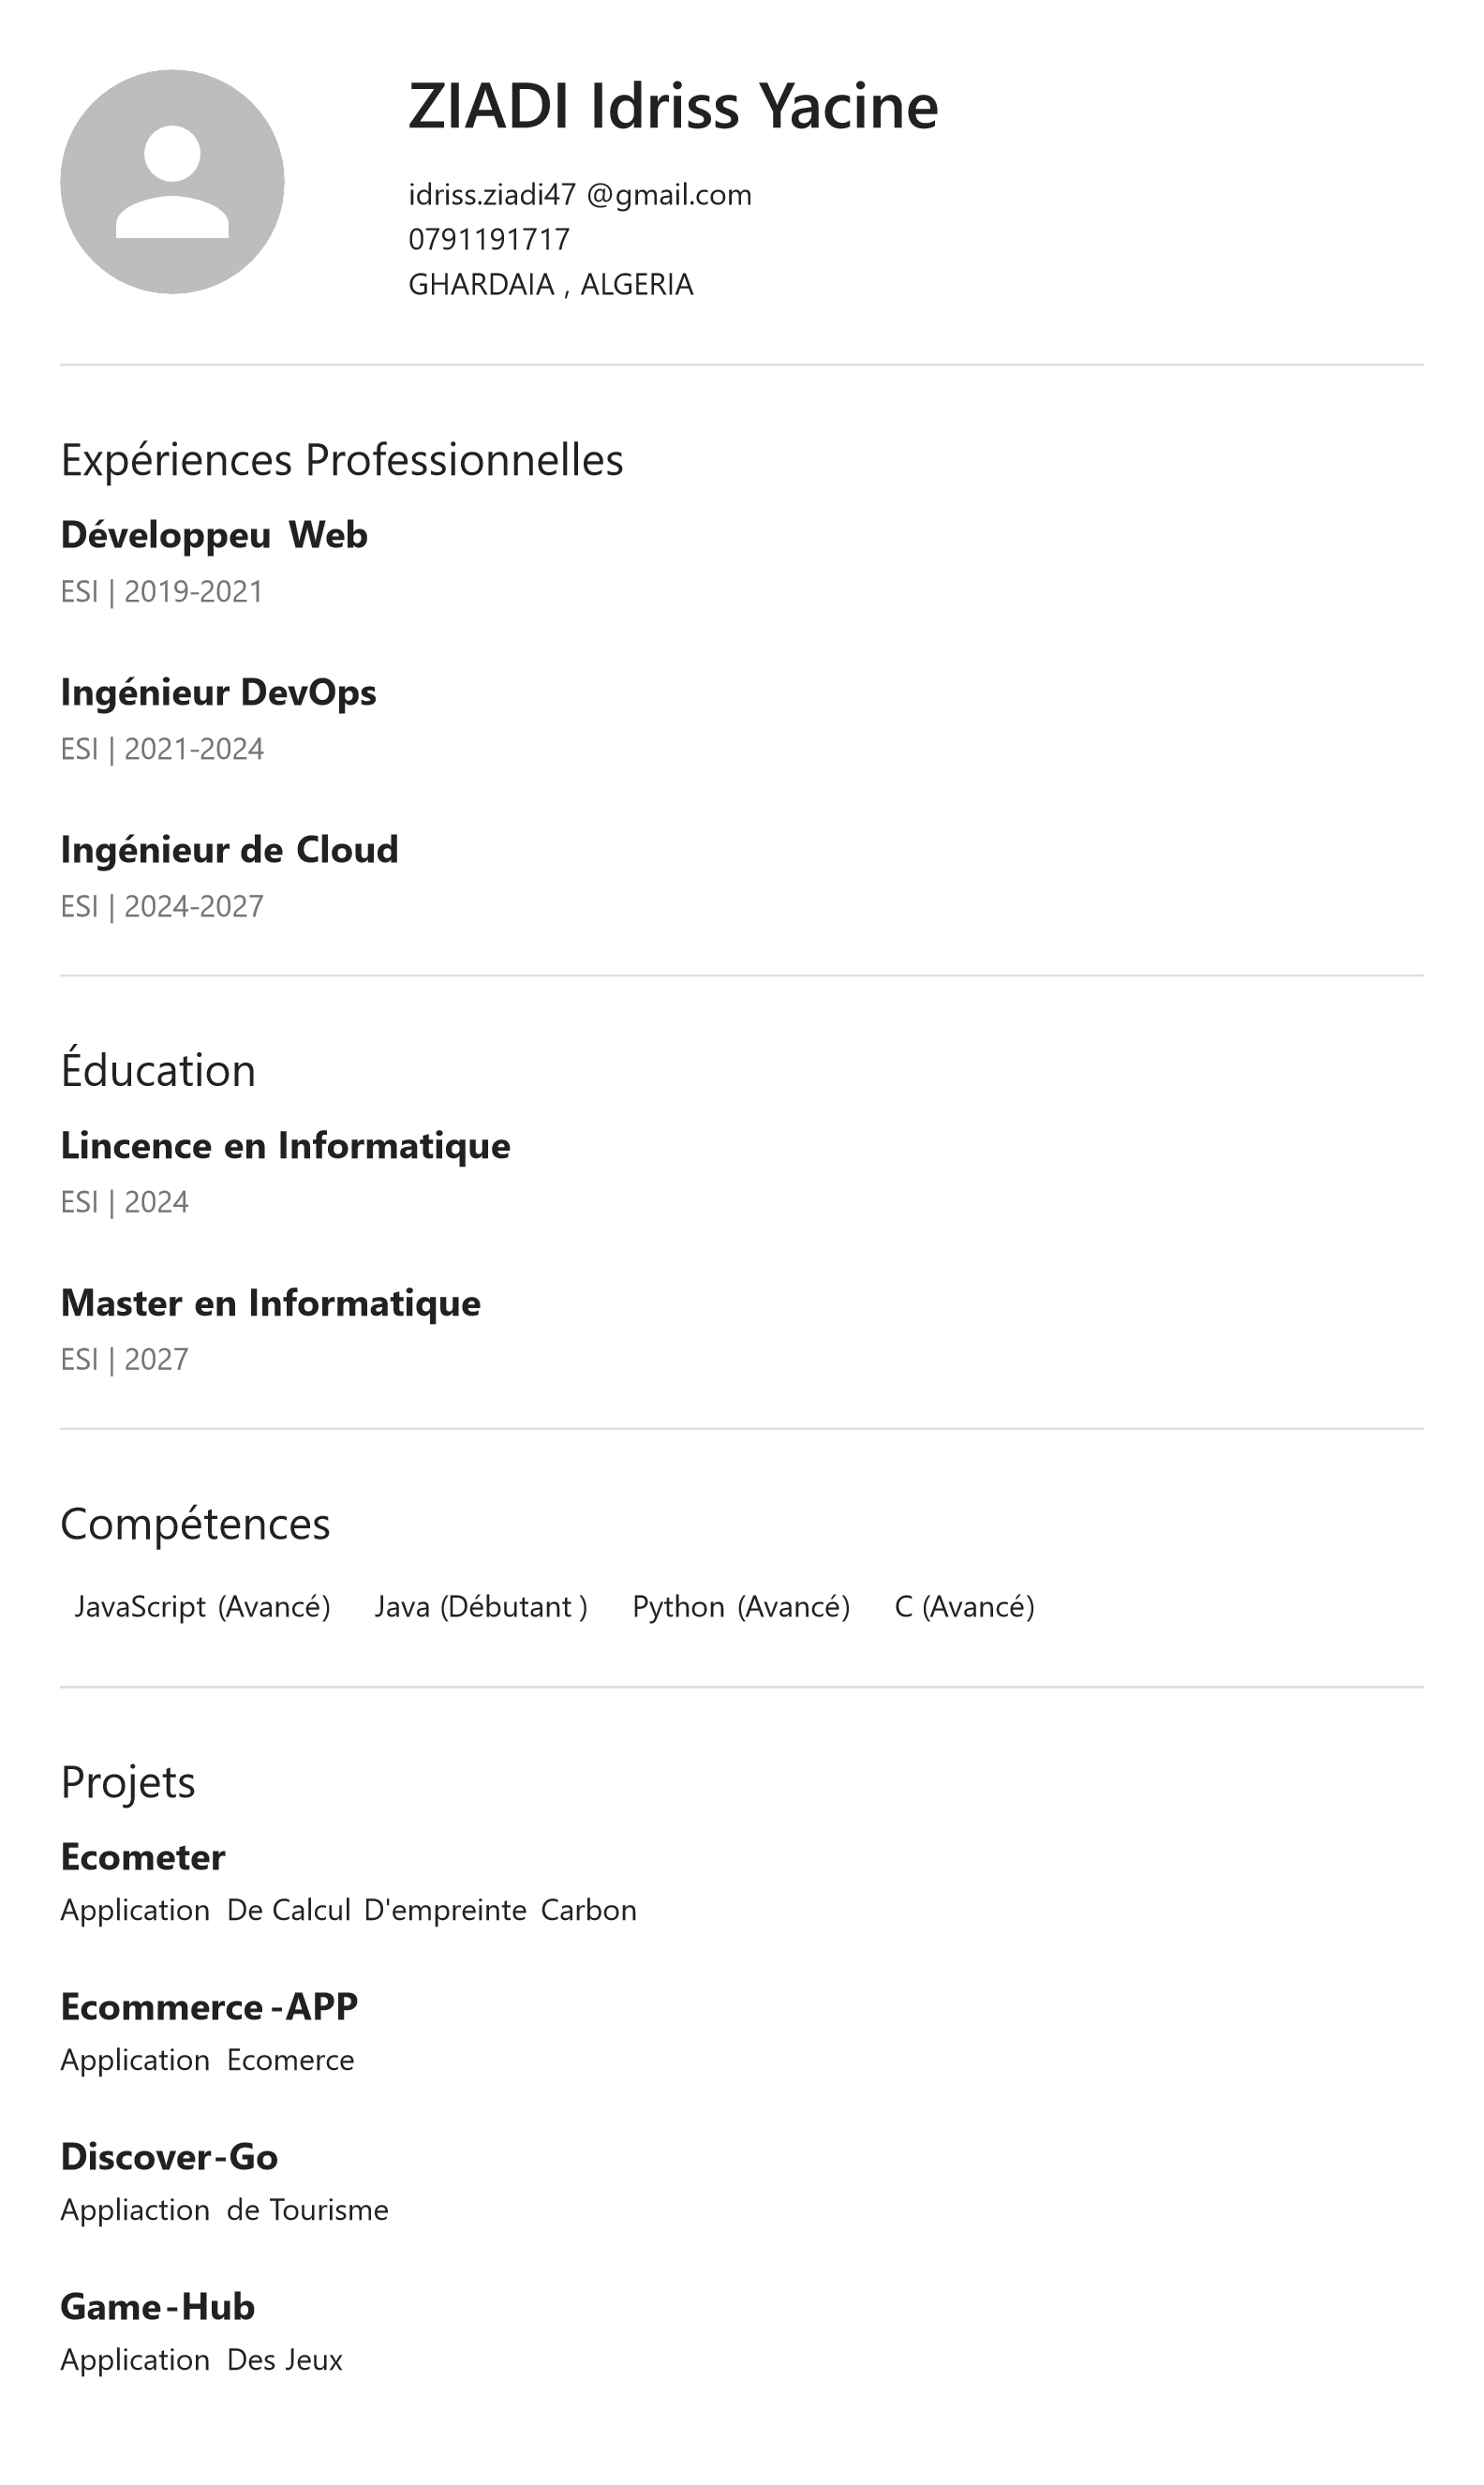 ZIADI Idriss Yacine
idriss.ziadi47 @gmail.com
0791191717
GHARDAIA , ALGERIA
Expériences Professionnelles
Développeu Web
ESI | 2019-2021
Ingénieur DevOps
ESI | 2021-2024
Ingénieur de Cloud
ESI | 2024-2027
Éducation
Lincence en Informatique
ESI | 2024
Master en Informatique
ESI | 2027
Compétences
JavaScript (Avancé) Java (Débutant ) Python (Avancé) C (Avancé)
Projets
Ecometer
Application De Calcul D'empreinte Carbon
Ecommerce -APP
Application Ecomerce
Discover-Go
Appliaction de Tourisme
Game-Hub
Application Des Jeux